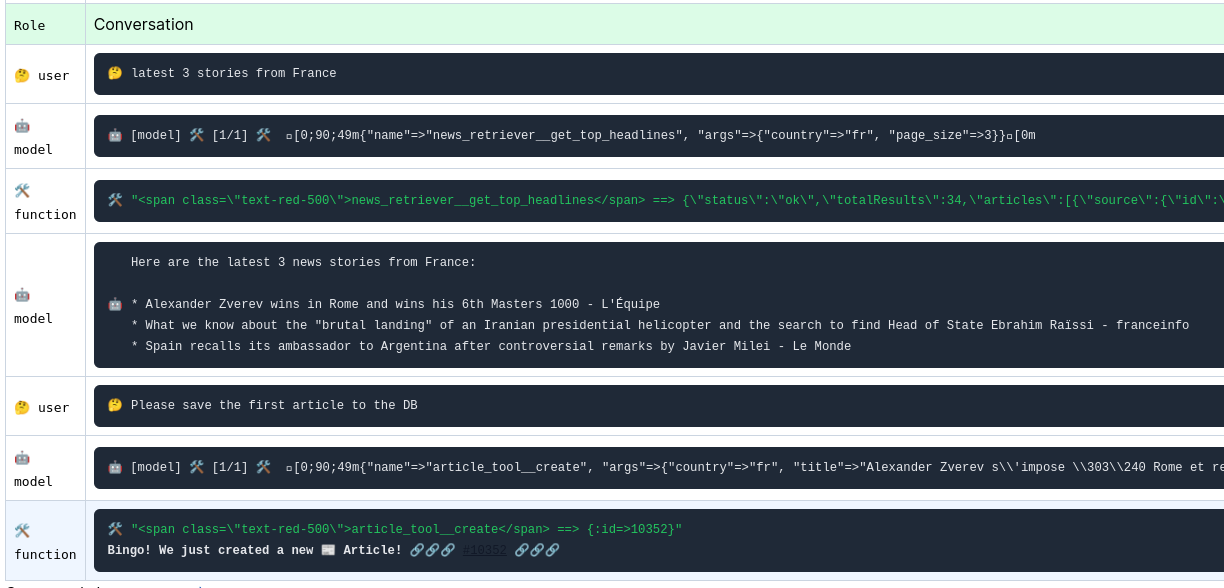 Role Conversation
🤔 user 🤔 latest 3 stories from France
🤖 model 🤖 [model] 🛠️ [1/1] 🛠️ [0;90;49m{"name"=>"news_retriever__get_top_headlines", "args"=>{"country"=>"fr", "page_size"=>3}}[0m
🛠️ function 🛠️ "<span class=\"text-red-500\">news_retriever__get_top_headlines</span> ==> {\"status\":\"ok\",\"totalResults\":34,\"articles\":[{\"source\":{\"id\":\
Here are the latest 3 news stories from France:
🤖 model 🤖 * Alexander Zverev wins in Rome and wins his 6th Masters 1000 - L'Équipe
* What we know about the "brutal landing" of an Iranian presidential helicopter and the search to find Head of State Ebrahim Raïssi - franceinfo
* Spain recalls its ambassador to Argentina after controversial remarks by Javier Milei - Le Monde
🤔 user 🤔 Please save the first article to the DB
🤖 model 🤖 [model] 🛠️ [1/1] 🛠️ [0;90;49m{"name"=>"article_tool__create", "args"=>{"country"=>"fr", "title"=>"Alexander Zverev s\\'impose \\303\\240 Rome et re
🛠️ function 🛠️ "<span class=\"text-red-500\">article_tool__create</span> ==> {:id=>10352}"
Bingo! We just created a new 📰 Article! 🔗🔗🔗 #10352 🔗🔗🔗